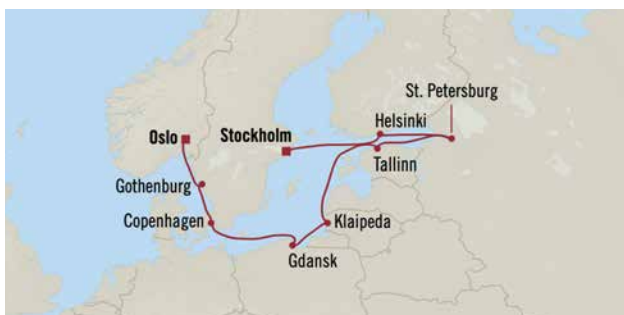 St. Petersburg
Helsinki
Oslo
Stockholm
Tallinn
Gothenburg
Copenhagen
Klaipeda
Gdansk